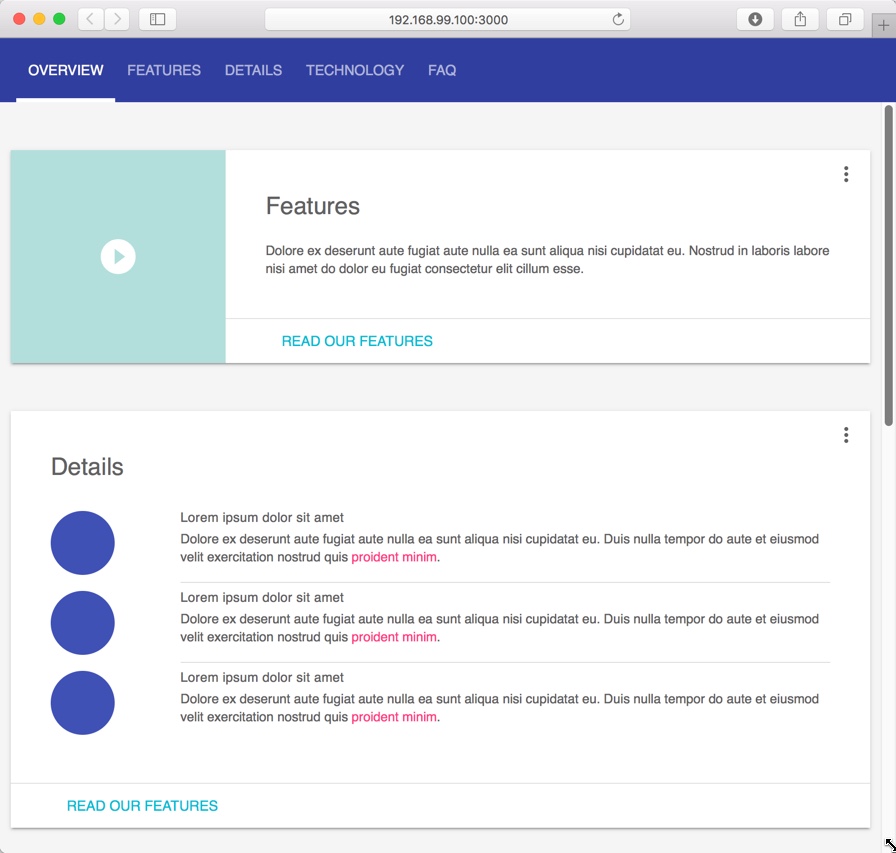 192.168.99.100:3000
OVERVIEW FEATURES DETAILS TECHNOLOGY FAQ
Features
Dolore ex deserunt aute fugiat aute nulla ea sunt aliqua nisi cupidatat eu. Nostrud in laboris labore
nisi amet do dolor eu fugiat consectetur elit cillum esse.
READ OUR FEATURES
Details
Lorem ipsum dolor sit amet
Dolore ex deserunt aute fugiat aute nulla ea sunt aliqua nisi cupidatat eu. Duis nulla tempor do aute et eiusmod
velit exercitation nostrud quis proident minim.
Lorem ipsum dolor sit amet
Dolore ex deserunt aute fugiat aute nulla ea sunt aliqua nisi cupidatat eu. Duis nulla tempor do aute et eiusmod
velit exercitation nostrud quis proident minim.
Lorem ipsum dolor sit amet
Dolore ex deserunt aute fugiat aute nulla ea sunt aliqua nisi cupidatat eu. Duis nulla tempor do aute et eiusmod
velit exercitation nostrud quis proident minim.
READ OUR FEATURES